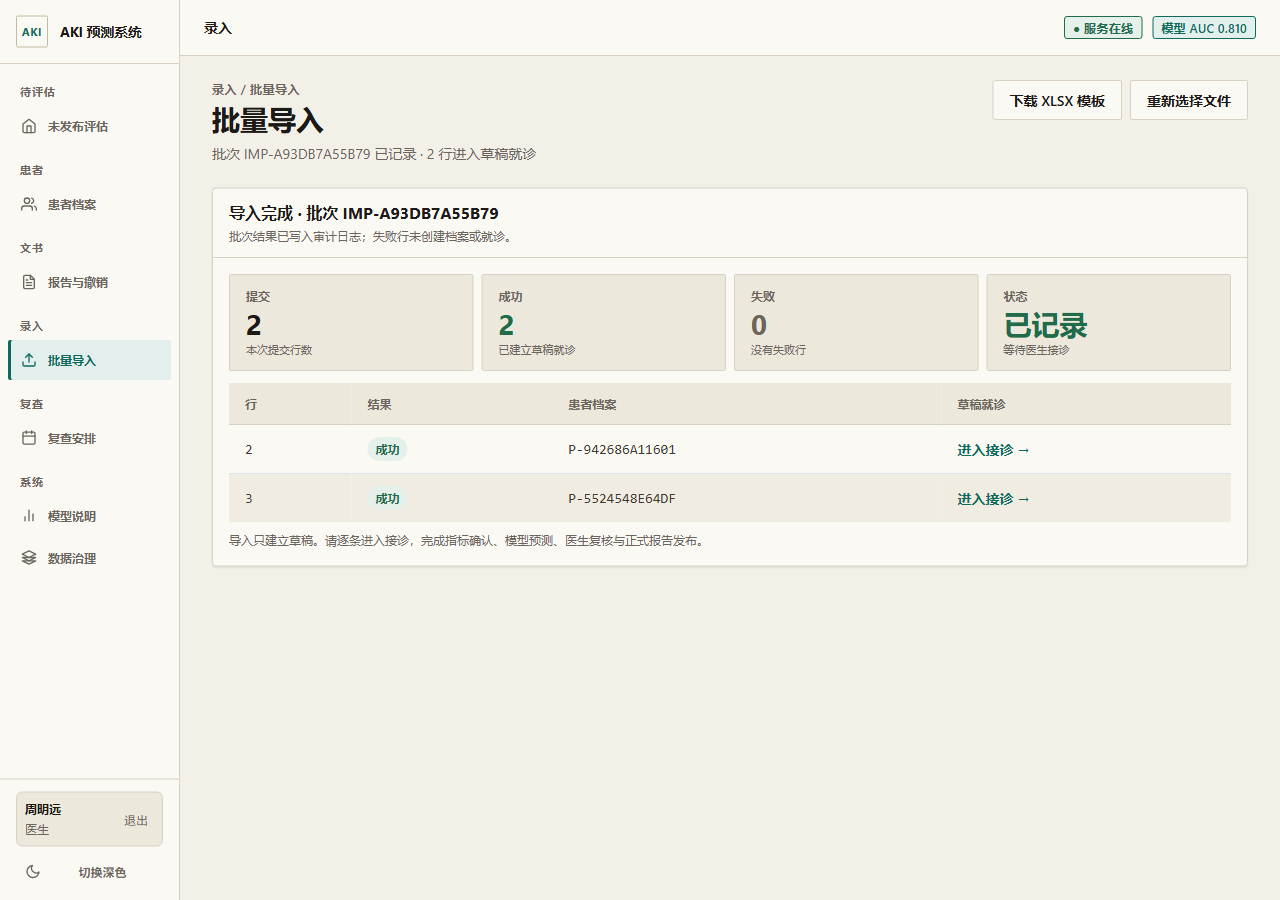 AKI AKI 预测系统
待评估
未发布评估
患者
患者档案
文书
报告与撤销
录入
批量导入
复查
复查安排
系统
模型说明
数据治理
周明远
医生
退出
切换深色
录入
● 服务在线 模型 AUC 0.810
录入 / 批量导入
批量导入
批次 IMP-A93DB7A55B79 已记录 · 2 行进入草稿就诊
下载 XLSX 模板 重新选择文件
导入完成 · 批次 IMP-A93DB7A55B79
批次结果已写入审计日志；失败行未创建档案或就诊。
提交
2
本次提交行数
成功
2
已建立草稿就诊
失败
0
没有失败行
状态
已记录
等待医生接诊
行 结果 患者档案 草稿就诊
2 成功 P-942686A11601 进入接诊 →
3 成功 P-5524548E64DF 进入接诊 →
导入只建立草稿。请逐条进入接诊，完成指标确认、模型预测、医生复核与正式报告发布。